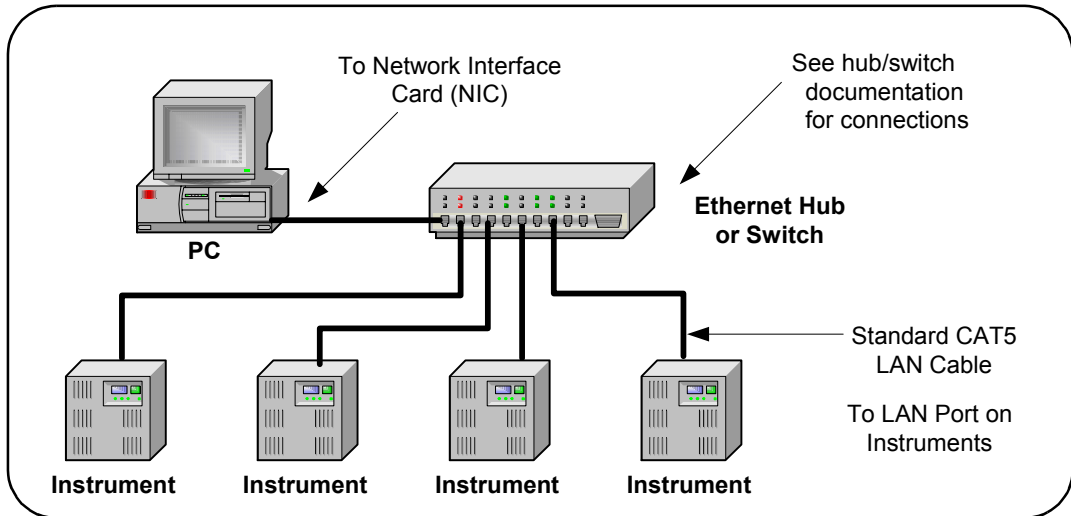 To Network Interface
Card (NIC)
See hub/switch
documentation
for connections
Ethernet Hub
or Switch
PC
Standard CAT5
LAN Cable
To LAN Port on
Instruments
Instrument
Instrument
Instrument
Instrument